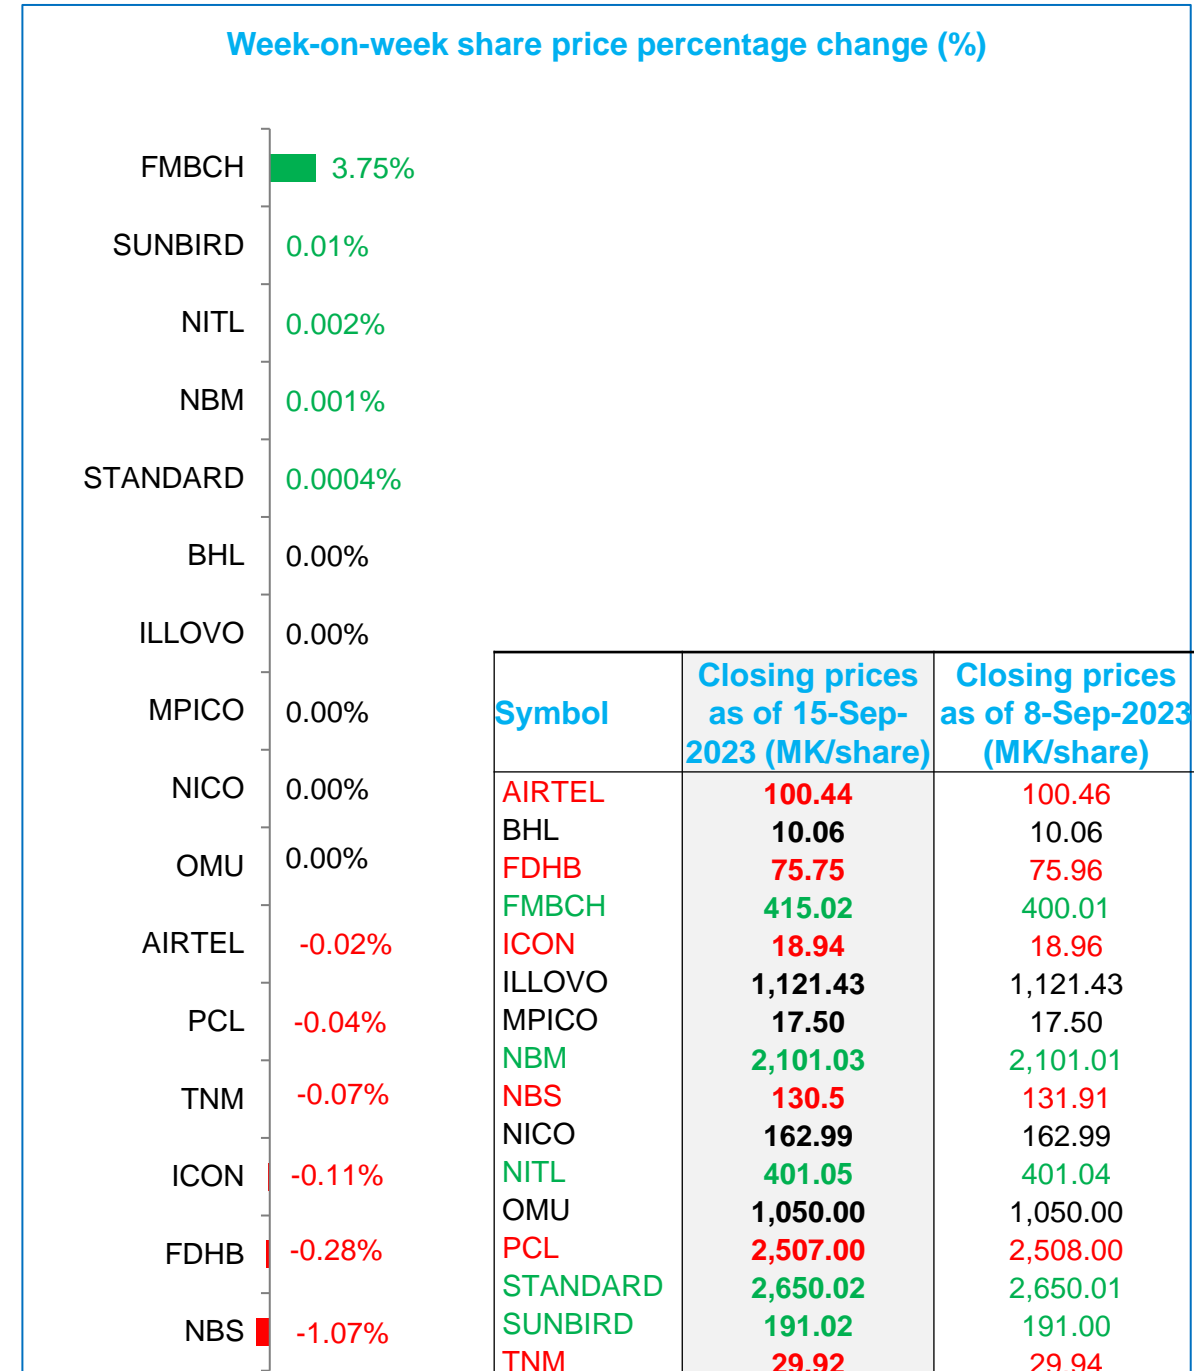 Week-on-week share price percentage change (%)
FMBCH 3.75%
SUNBIRD 0.01%
NITL 0.002%
NBM 0.001%
STANDARD 0.0004%
BHL 0.00%
ILLOVO 0.00%
MPICO 0.00%
NICO 0.00%
OMU 0.00%
AIRTEL -0.02%
PCL -0.04%
TNM -0.07%
ICON -0.11%
FDHB -0.28%
NBS -1.07%
Symbol Closing prices as of 15-Sep-2023 (MK/share) Closing prices as of 8-Sep-2023 (MK/share)
AIRTEL 100.44 100.46
BHL 10.06 10.06
FDHB 75.75 75.96
FMBCH 415.02 400.01
ICON 18.94 18.96
ILLOVO 1,121.43 1,121.43
MPICO 17.50 17.50
NBM 2,101.03 2,101.01
NBS 130.5 131.91
NICO 162.99 162.99
NITL 401.05 401.04
OMU 1,050.00 1,050.00
PCL 2,507.00 2,508.00
STANDARD 2,650.02 2,650.01
SUNBIRD 191.02 191.00
TNM 29.92 29.94